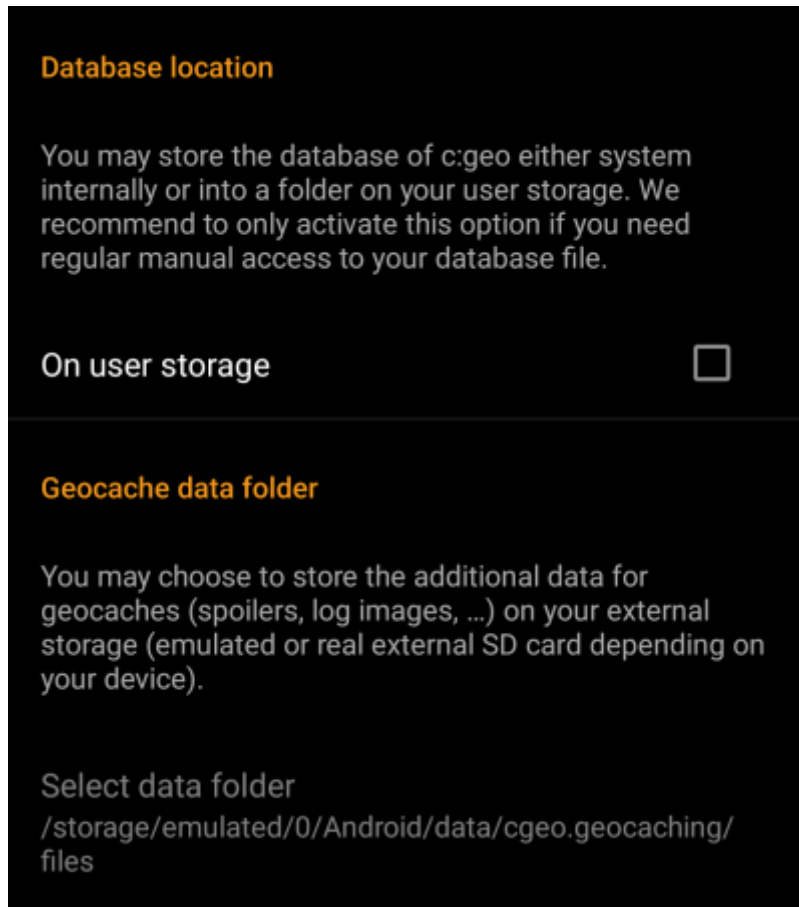 Database location
You may store the database of c:geo either system
internally or into a folder on your user storage. We
recommend to only activate this option if you need
regular manual access to your database file.
On user storage
Geocache data folder
You may choose to store the additional data for
geocaches (spoilers, log images, …) on your external
storage (emulated or real external SD card depending on
your device).
Select data folder
/storage/emulated/0/Android/data/cgeo.geocaching/
files